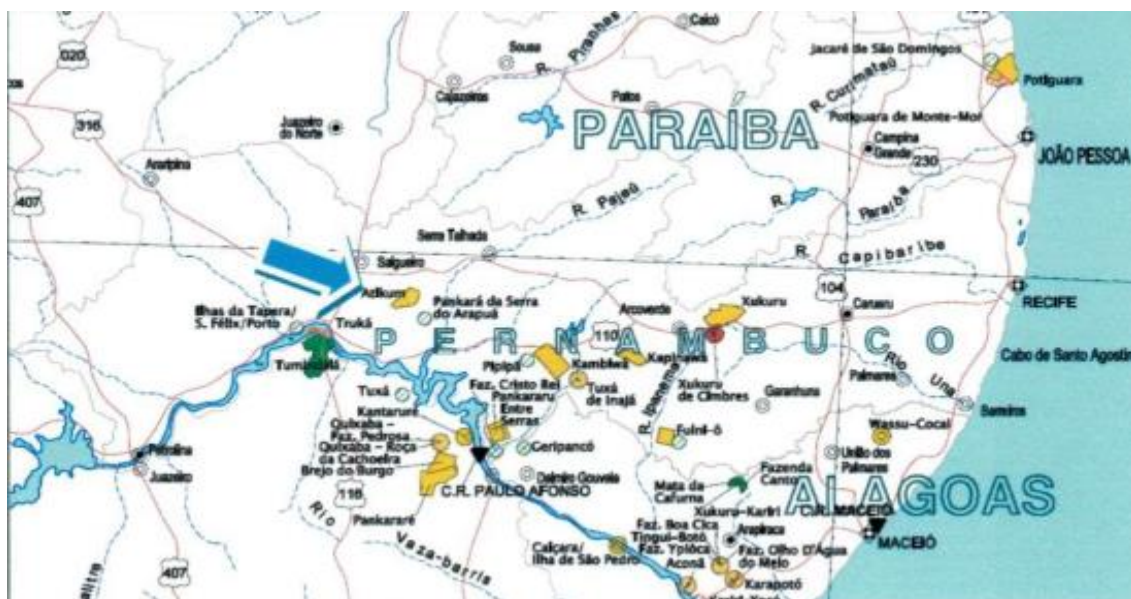 Caicó
Jacaré de São Domingos
020
Sousa
R. Piranhas
R. Curimataú
Potiguara
Cajazeiras
Patos
Potiguara de Monte-Mor
316
Juazeiro
do Norte
PARAÍBA
Campina
Grande
230
JOÃO PESSOA
Araripina
407
R. Pajeú
R. Paraíba
Serra Talhada
R. Capibaribe
Salgueiro
104
Atikum
Pankará da Serra
do Arapuá
Arcoverde
Xukuru
Caruaru
RECIFE
Ilhas da Tapera/
S. Félix/Porto
Truká
PERNAMBUCO
110
Kapinawá
Cabo de Santo Agostin
Tumbalalá
Pipipã
Kambiwá
Rio Una
Palmares
Tuxá
Faz. Cristo Rei
Tuxá
de Inajá
R. Ipanema
Xukuru
de Cimbres
Garanhuns
Kantaruré
Pankararu
Entre
Serras
Barreiros
Quixaba -
Faz. Pedrosa
Wassu-Cocal
Fulni-ô
Petrolina
Quixaba - Roça
da Cachoeira
Geripancó
União dos
Palmares
Juazeiro
Brejo do Burgo
Delmiro Gouveia
Fazenda
Canto
116
C.R. PAULO AFONSO
Mata da
Cafurna
ALAGOAS
Rio Vaza-barris
Pankararé
Xukuru-Kariri
C.R. MACEIÓ
Faz. Boa Cica
Arapiraca
Tingui-Botó
MACEIÓ
Caiçara/
Ilha de São Pedro
Faz. Ypióca
Faz. Olho D'Água
do Meio
407
Aconã
Karapotó